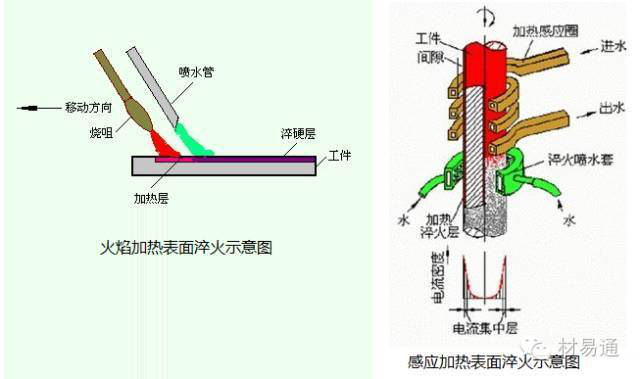 喷水管
移动方向
烧咀
淬硬层
工件
加热层
火焰加热表面淬火示意图
工件
间隙
加热感应圈
进水
出水
淬火喷水套
水
水
加热
淬火层
电流密度
电流集中层
材易通
感应加热表面淬火示意图